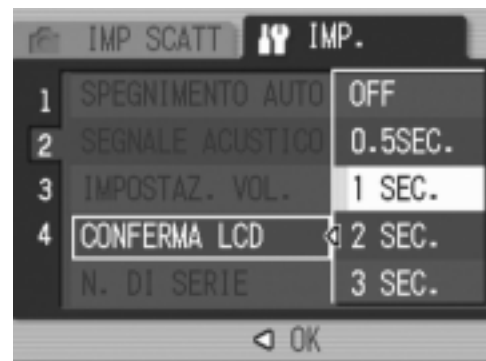 IMP SCATT IMP.
1 SPEGNIMENTO AUTO OFF
2 SEGNALE ACUSTICO 0.5SEC.
3 IMPOSTAZ. VOL. 1 SEC.
4 CONFERMA LCD 2 SEC.
N. DI SERIE 3 SEC.
OK